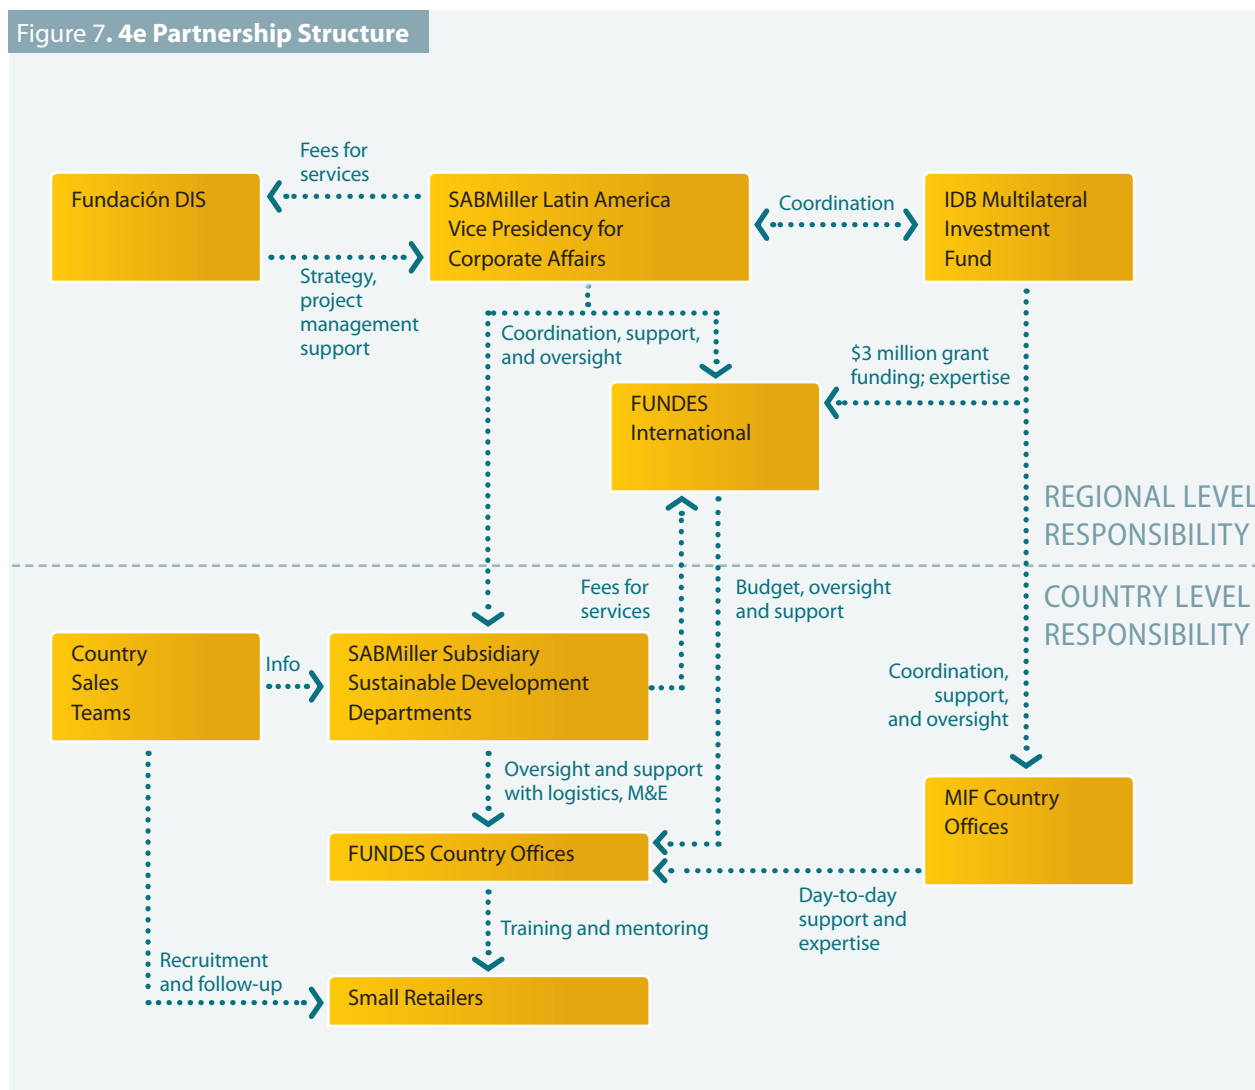 Figure 7. 4e Partnership Structure
Fees for
services
Fundación DIS
SABMiller Latin America
Vice Presidency for
Corporate Affairs
Coordination
IDB Multilateral
Investment
Fund
Strategy,
project
management
support
Coordination, support,
and oversight
$3 million grant
funding; expertise
FUNDES
International
REGIONAL LEVEL
RESPONSIBILITY
Fees for
services
Budget, oversight
and support
COUNTRY LEVEL
RESPONSIBILITY
Country
Sales
Teams
Info
SABMiller Subsidiary
Sustainable Development
Departments
Coordination,
support,
and oversight
Oversight and support
with logistics, M&E
MIF Country
Offices
FUNDES Country Offices
Day-to-day
support and
expertise
Training and mentoring
Recruitment
and follow-up
Small Retailers